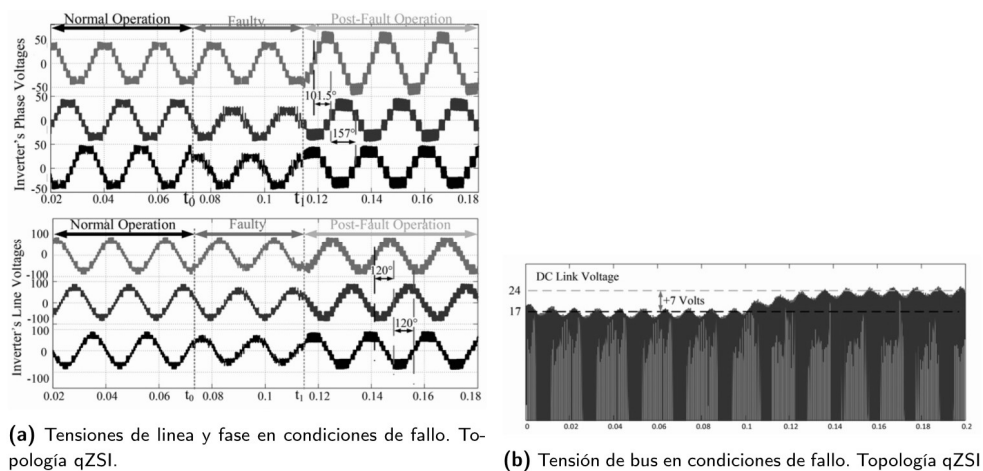 Normal Operation Faulty Post-Fault Operation
Inverter's Phase Voltages
50
0
-50
101.5°
50
0
157°
50
0
-50
0.02 0.04 0.06 t0 0.08 0.1 t1 0.12 0.14 0.16 0.18
Normal Operation Faulty Post-Fault Operation
Inverter's Line Voltages
100
-100
120°
100
0
-100
120°
100
0
-100
0.02 0.04 0.06 t0 0.08 0.1 t1 0.12 0.14 0.16 0.18
(a) Tensiones de linea y fase en condiciones de fallo. To-
pología qZSI.
DC Link Voltage
24
+7 Volts
17
0 0.02 0.04 0.06 0.08 0.1 0.12 0.14 0.16 0.18 0.2
(b) Tensión de bus en condiciones de fallo. Topología qZSI